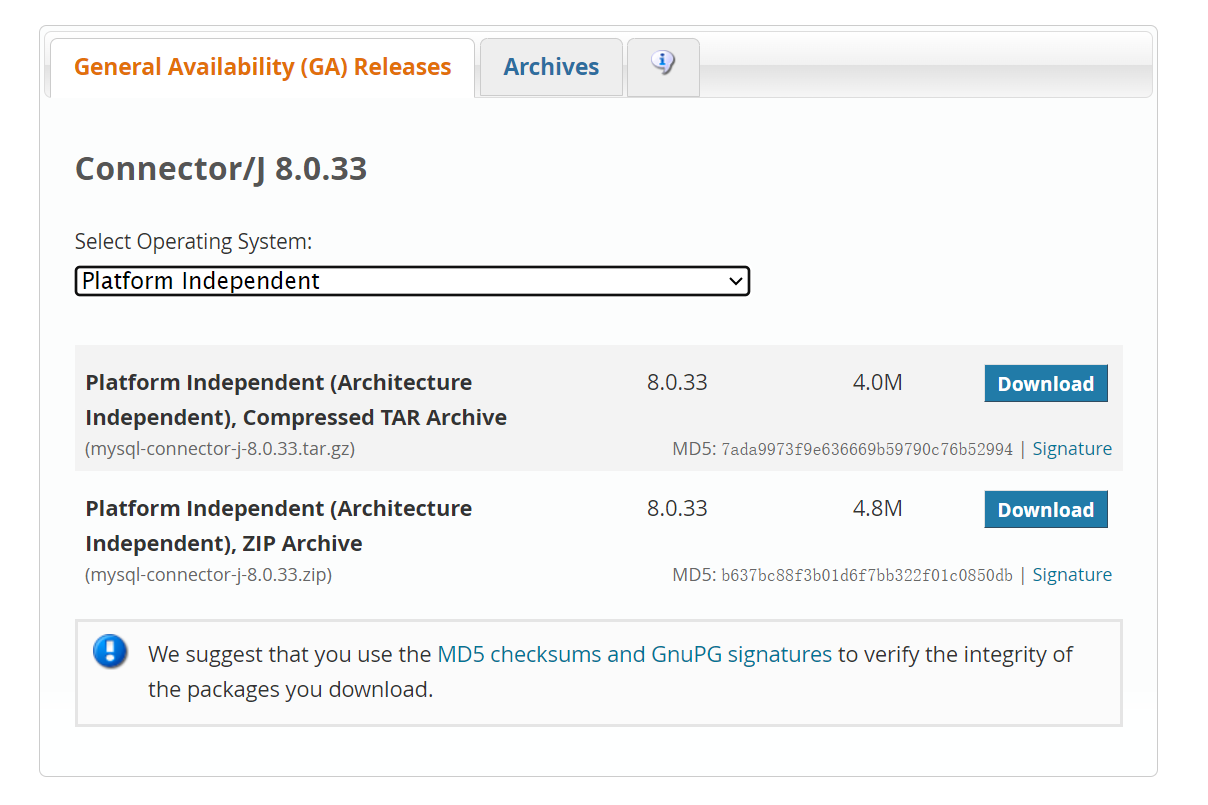 General Availability (GA) Releases
Archives
Connector/J 8.0.33
Select Operating System:
Platform Independent
Platform Independent (Architecture 8.0.33 4.0M Download
Independent), Compressed TAR Archive
(mysql-connector-j-8.0.33.tar.gz) MD5: 7ada9973f9e636669b59790c76b52994 | Signature
Platform Independent (Architecture 8.0.33 4.8M Download
Independent), ZIP Archive
(mysql-connector-j-8.0.33.zip) MD5: b637bc88f3b01d6f7bb322f01c0850db | Signature
We suggest that you use the MD5 checksums and GnuPG signatures to verify the integrity of
the packages you download.